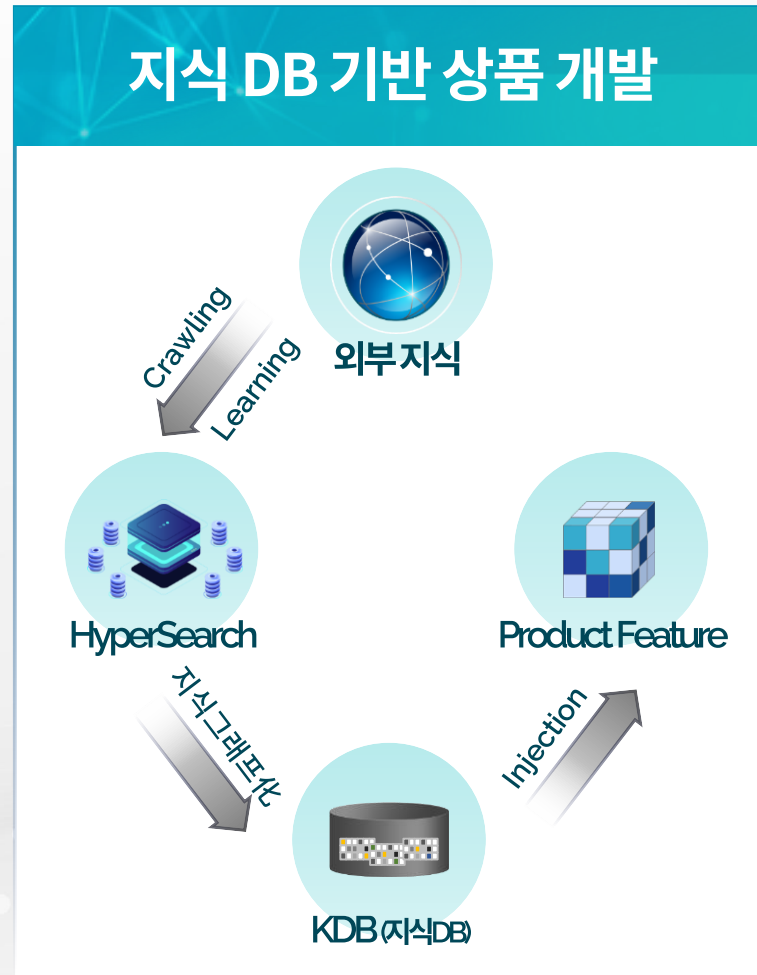 지식 DB 기반 상품 개발
외부 지식
Crawling
Learning
HyperSearch
Product Feature
지식그래프化
Injection
KDB (지식DB)